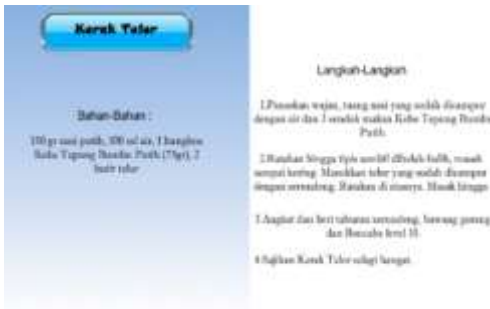 Kerak Telor
Bahan-Bahan :
100 gr nasi putih, 100 ml air, 1 bungkus
Kobe Tepung Bumbu Putih (75gr), 2
butir telur
Langkah-Langkah
1.Panaskan wajan, tuang nasi yang sudah dicampur
dengan air dan 3 sendok makan Kobe Tepung Bumbu
Putih.
2.Ratakan hingga tipis sambil dibolak-balik, masak
sampai kering. Masukkan telur yang sudah dicampur
dengan serundeng. Ratakan di atasnya. Masak hingga
3.Angkat dan beri taburan serundeng, bawang goreng
dan Boncabe level 10.
4.Sajikan Kerak Telor selagi hangat.